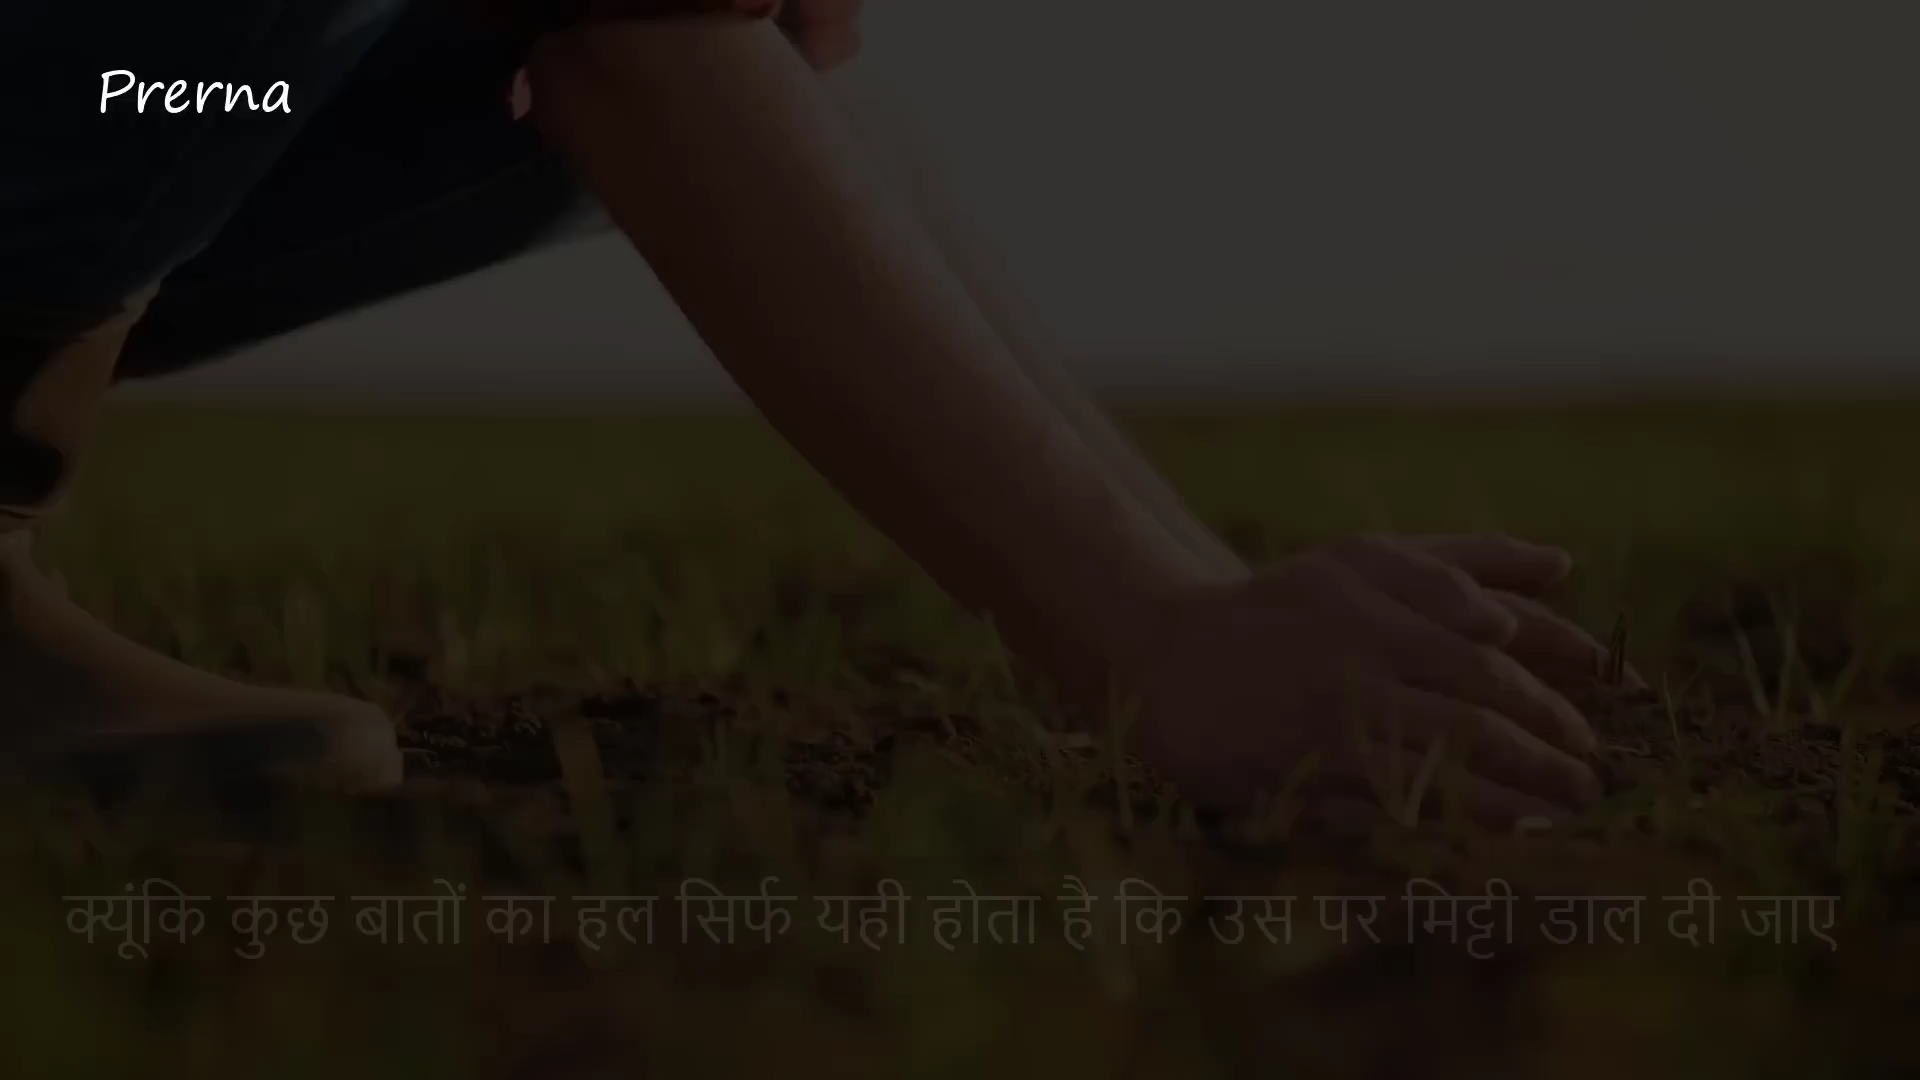 Prerna
क्यूंकि कुछ बातों का हल सिर्फ यही होता है कि उस पर मिट्टी डाल दी जाए